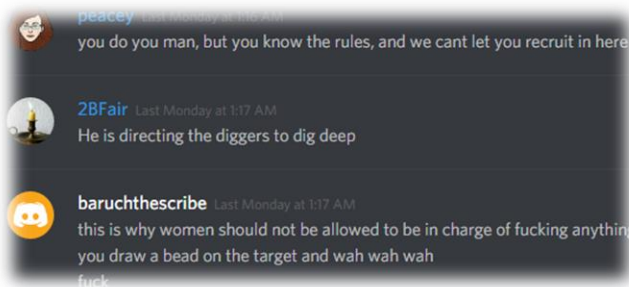 peacey Last Monday at 1:16 AM
you do you man, but you know the rules, and we cant let you recruit in here
2BFair Last Monday at 1:17 AM
He is directing the diggers to dig deep
baruchthescribe Last Monday at 1:17 AM
this is why women should not be allowed to be in charge of fucking anything
you draw a bead on the target and wah wah wah
fuck